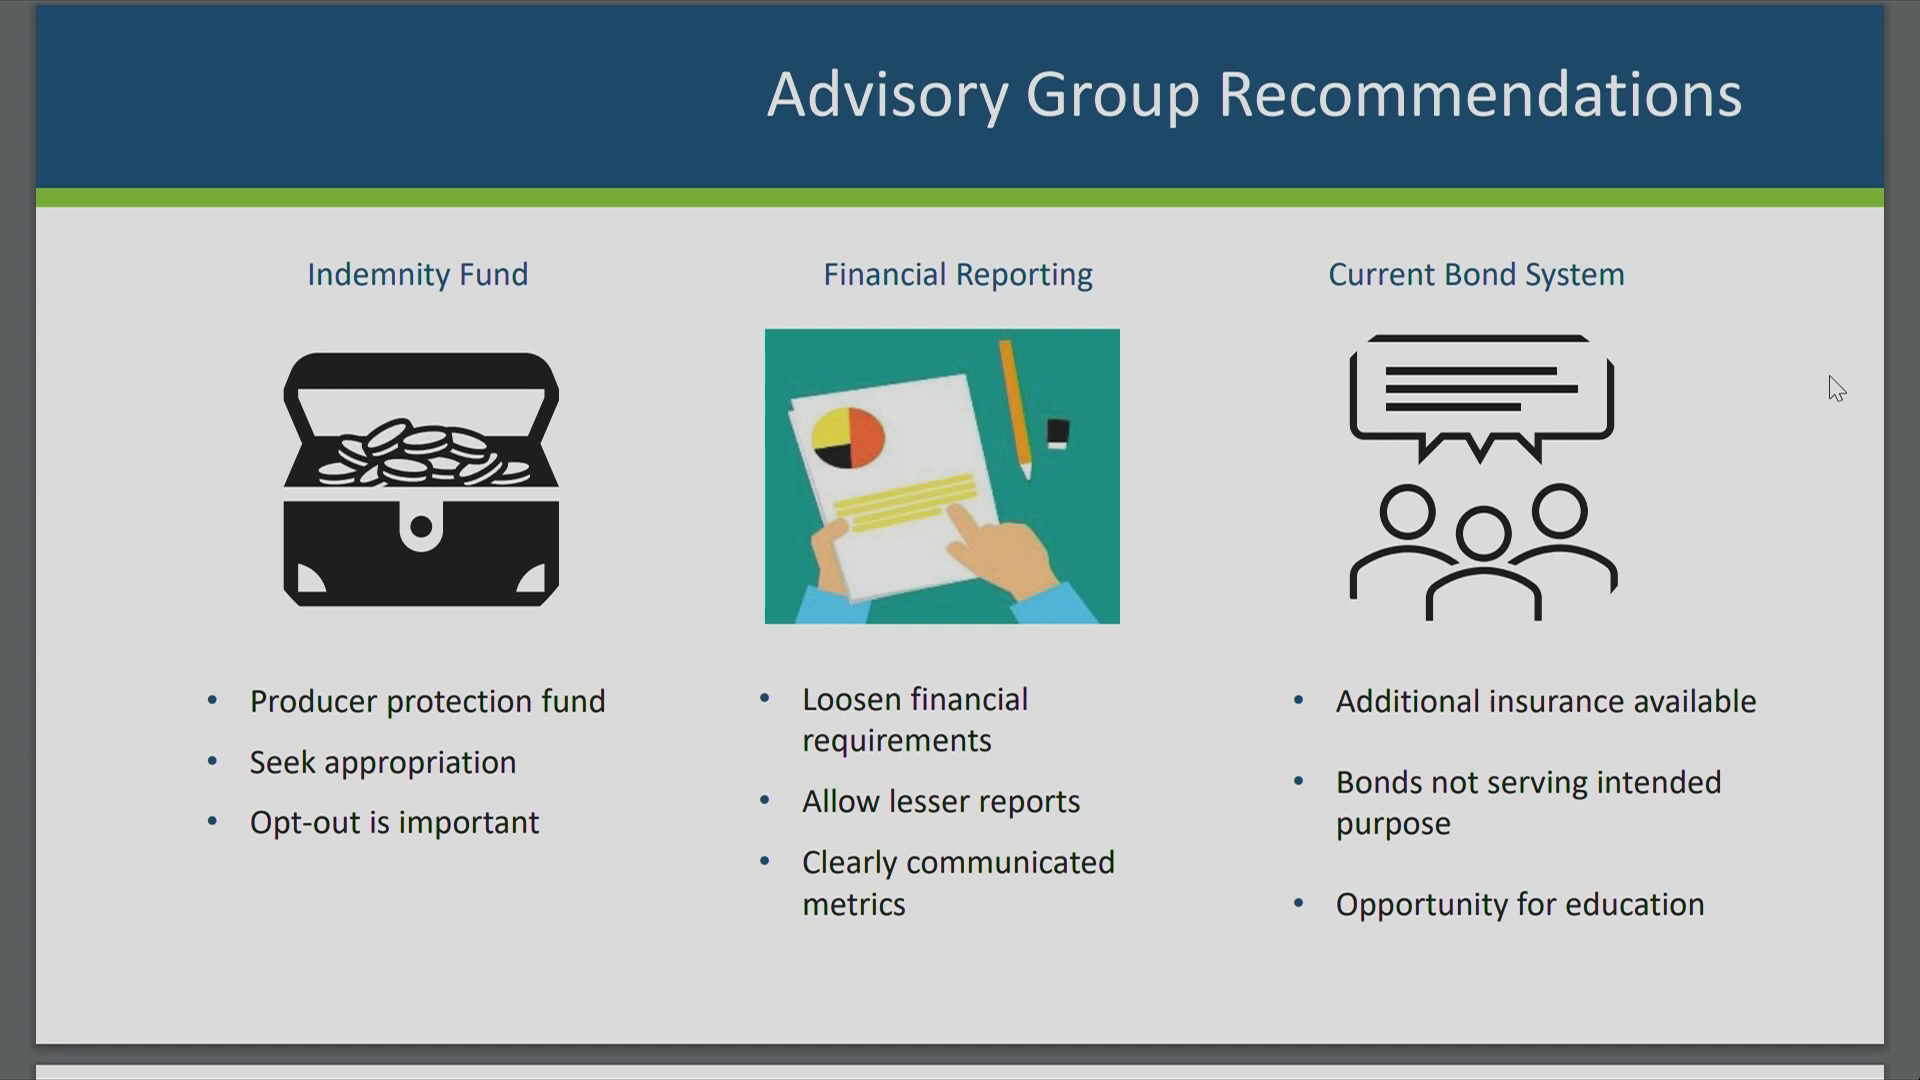 Advisory Group Recommendations
Indemnity Fund
Producer protection fund
Seek appropriation
Opt-out is important
Financial Reporting
Loosen financial
requirements
Allow lesser reports
Clearly communicated
metrics
Current Bond System
Additional insurance available
Bonds not serving intended
purpose
Opportunity for education